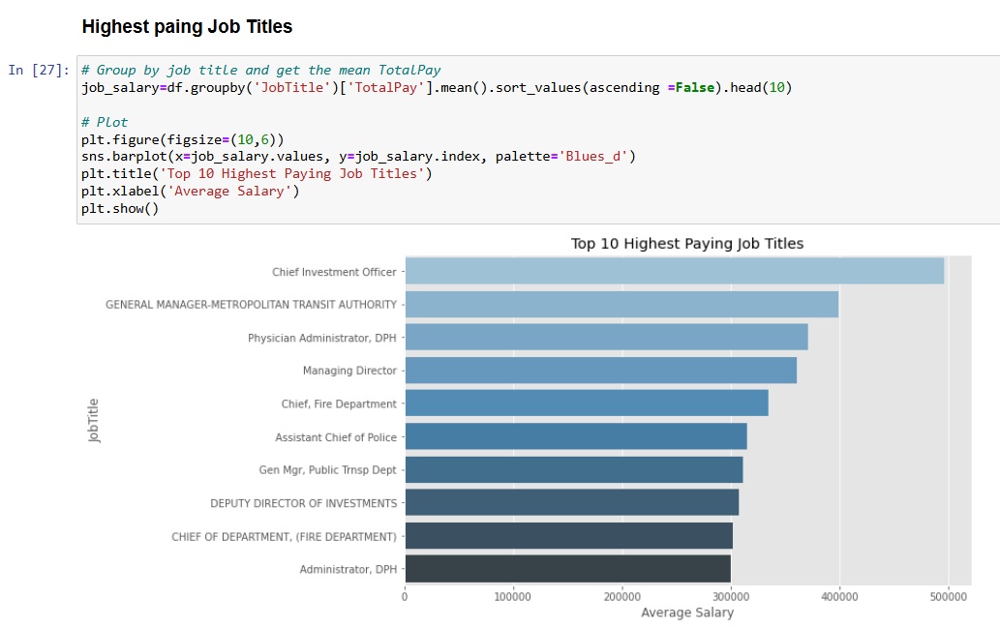 Highest paing Job Titles
In [27]:
# Group by job title and get the mean TotalPay
job_salary=df.groupby('JobTitle')['TotalPay'].mean().sort_values(ascending =False).head(10)
# Plot
plt.figure(figsize=(10,6))
sns.barplot(x=job_salary.values, y=job_salary.index, palette='Blues_d')
plt.title('Top 10 Highest Paying Job Titles')
plt.xlabel('Average Salary')
plt.show()
Top 10 Highest Paying Job Titles
JobTitle
Chief Investment Officer
GENERAL MANAGER-METROPOLITAN TRANSIT AUTHORITY
Physician Administrator, DPH
Managing Director
Chief, Fire Department
Assistant Chief of Police
Gen Mgr, Public Trnsp Dept
DEPUTY DIRECTOR OF INVESTMENTS
CHIEF OF DEPARTMENT, (FIRE DEPARTMENT)
Administrator, DPH
0 100000 200000 300000 400000 500000
Average Salary